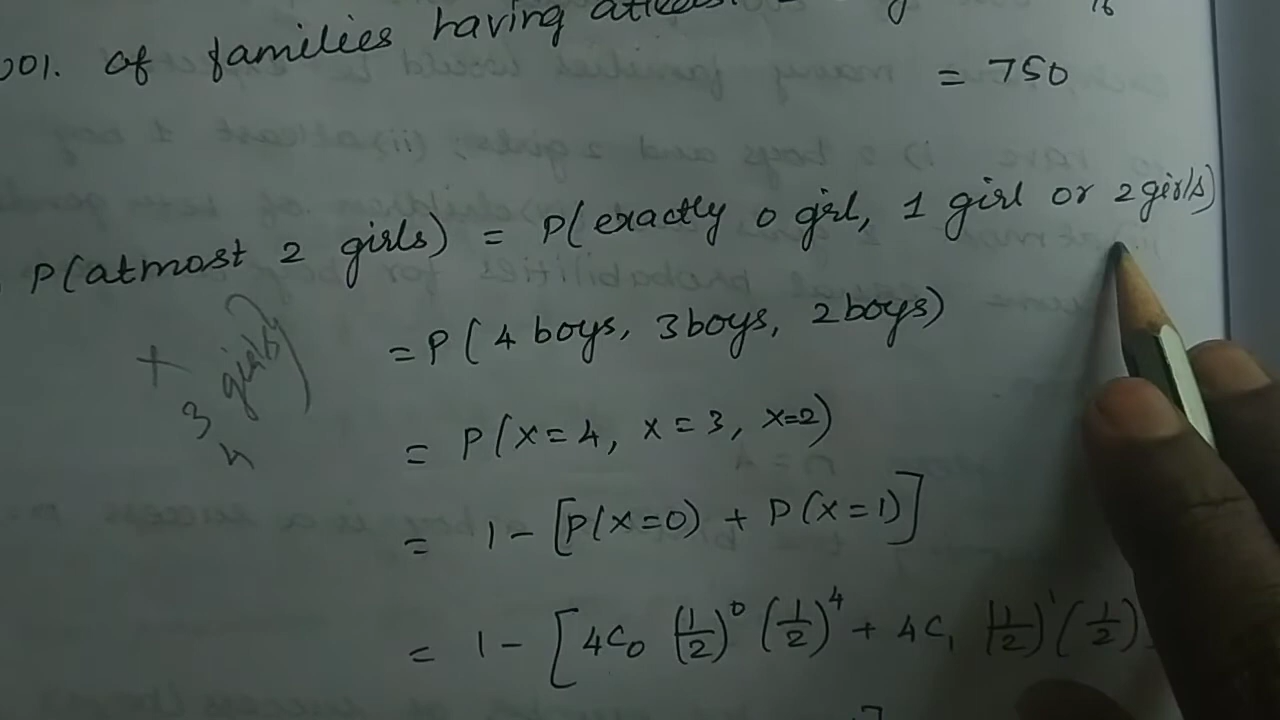 of families having atleast
16
= 750
P(atmost 2 girls) = P(exactly 0 girl, 1 girl or 2 girls)
= P(4 boys, 3 boys, 2 boys)
+ 3 girls)
4
= P(X=4, X=3, X=2)
= 1 - [P(X=0) + P(X=1)]
= 1 - [4C₀ (1/2)⁰ (1/2)⁴ + 4C₁ (1/2)¹ (1/2)